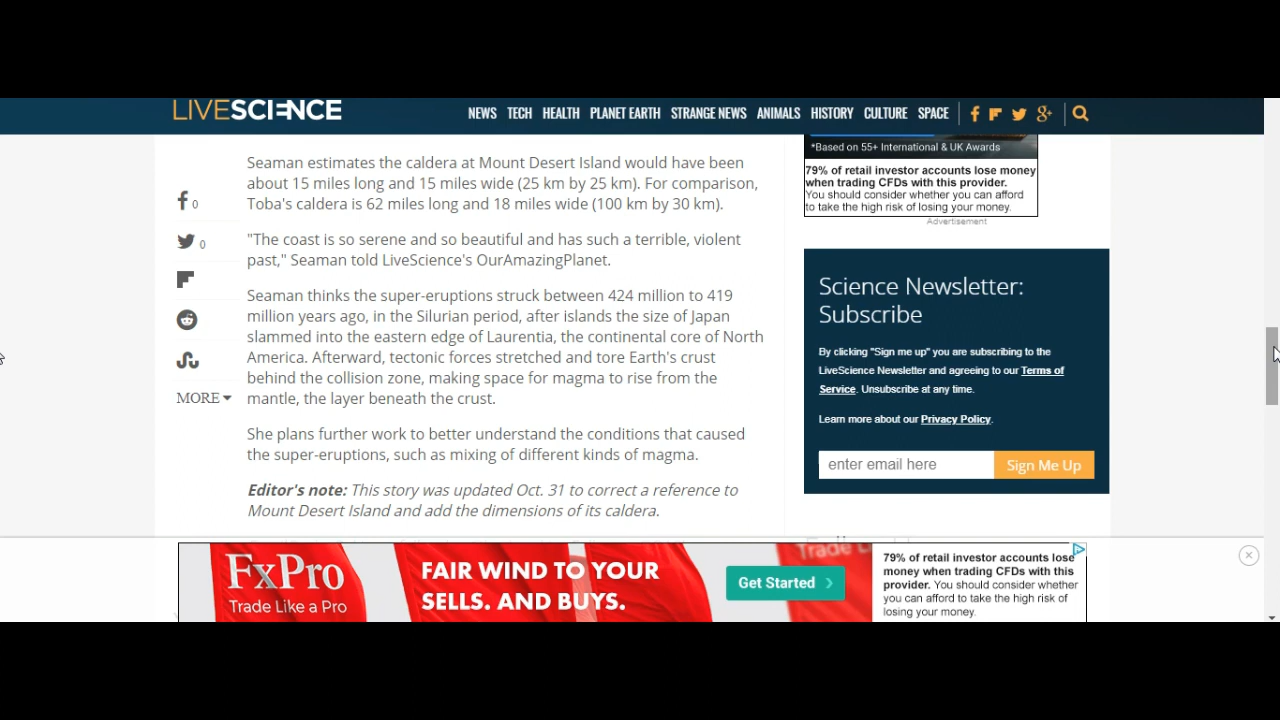 LIVESCIENCE
NEWS TECH HEALTH PLANET EARTH STRANGE NEWS ANIMALS HISTORY CULTURE SPACE
Seaman estimates the caldera at Mount Desert Island would have been
about 15 miles long and 15 miles wide (25 km by 25 km). For comparison,
Toba's caldera is 62 miles long and 18 miles wide (100 km by 30 km).
"The coast is so serene and so beautiful and has such a terrible, violent
past," Seaman told LiveScience's OurAmazingPlanet.
Seaman thinks the super-eruptions struck between 424 million to 419
million years ago, in the Silurian period, after islands the size of Japan
slammed into the eastern edge of Laurentia, the continental core of North
America. Afterward, tectonic forces stretched and tore Earth's crust
behind the collision zone, making space for magma to rise from the
mantle, the layer beneath the crust.
She plans further work to better understand the conditions that caused
the super-eruptions, such as mixing of different kinds of magma.
Editor's note: This story was updated Oct. 31 to correct a reference to
Mount Desert Island and add the dimensions of its caldera.
0
0
MORE
*Based on 55+ International & UK Awards
79% of retail investor accounts lose money
when trading CFDs with this provider.
You should consider whether you can afford
to take the high risk of losing your money.
Advertisement
Science Newsletter:
Subscribe
By clicking "Sign me up" you are subscribing to the
LiveScience Newsletter and agreeing to our Terms of
Service. Unsubscribe at any time.
Learn more about our Privacy Policy.
enter email here
Sign Me Up
FxPro
Trade Like a Pro
FAIR WIND TO YOUR
SELLS. AND BUYS.
Get Started
79% of retail investor accounts lose
money when trading CFDs with this
provider. You should consider whether
you can afford to take the high risk of
losing your money.